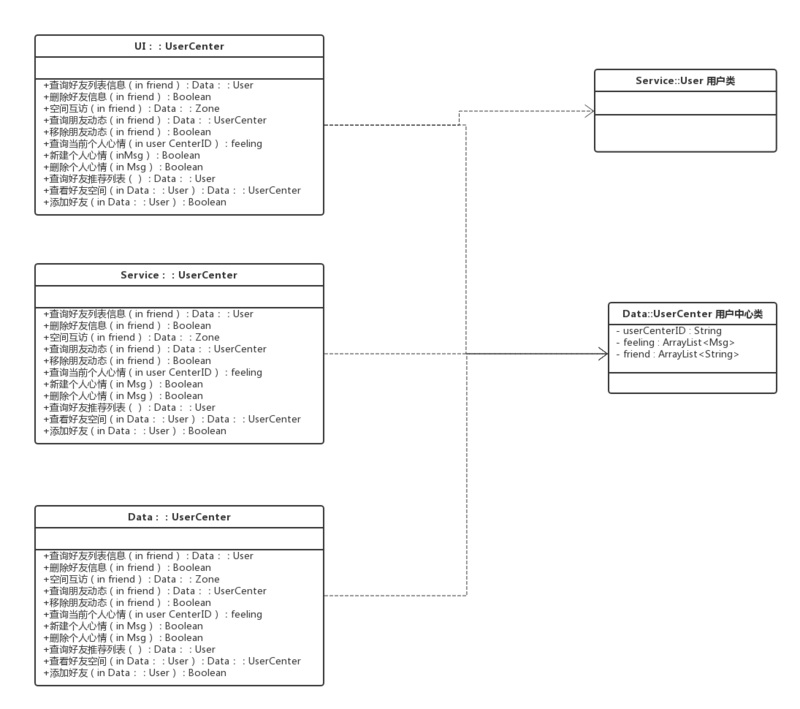 UI：：UserCenter
+查询好友列表信息（in friend）：Data：：User
+删除好友信息（in friend）：Boolean
+空间互访（in friend）：Data：：Zone
+查询朋友动态（in friend）：Data：：UserCenter
+移除朋友动态（in friend）：Boolean
+查询当前个人心情（in user CenterID）：feeling
+新建个人心情（inMsg）：Boolean
+删除个人心情（in Msg）：Boolean
+查询好友推荐列表（ ）：Data：：User
+查看好友空间（in Data：：User）：Data：：UserCenter
+添加好友（in Data：：User）：Boolean
Service::User 用户类
Service：：UserCenter
+查询好友列表信息（in friend）：Data：：User
+删除好友信息（in friend）：Boolean
+空间互访（in friend）：Data：：Zone
+查询朋友动态（in friend）：Data：：UserCenter
+移除朋友动态（in friend）：Boolean
+查询当前个人心情（in user CenterID）：feeling
+新建个人心情（in Msg）：Boolean
+删除个人心情（in Msg）：Boolean
+查询好友推荐列表（ ）：Data：：User
+查看好友空间（in Data：：User）：Data：：UserCenter
+添加好友（in Data：：User）：Boolean
Data::UserCenter 用户中心类
- userCenterID : String
- feeling : ArrayList<Msg>
- friend : ArrayList<String>
Data：：UserCenter
+查询好友列表信息（in friend）：Data：：User
+删除好友信息（in friend）：Boolean
+空间互访（in friend）：Data：：Zone
+查询朋友动态（in friend）：Data：：UserCenter
+移除朋友动态（in friend）：Boolean
+查询当前个人心情（in user CenterID）：feeling
+新建个人心情（in Msg）：Boolean
+删除个人心情（in Msg）：Boolean
+查询好友推荐列表（ ）：Data：：User
+查看好友空间（in Data：：User）：Data：：UserCenter
+添加好友（in Data：：User）：Boolean